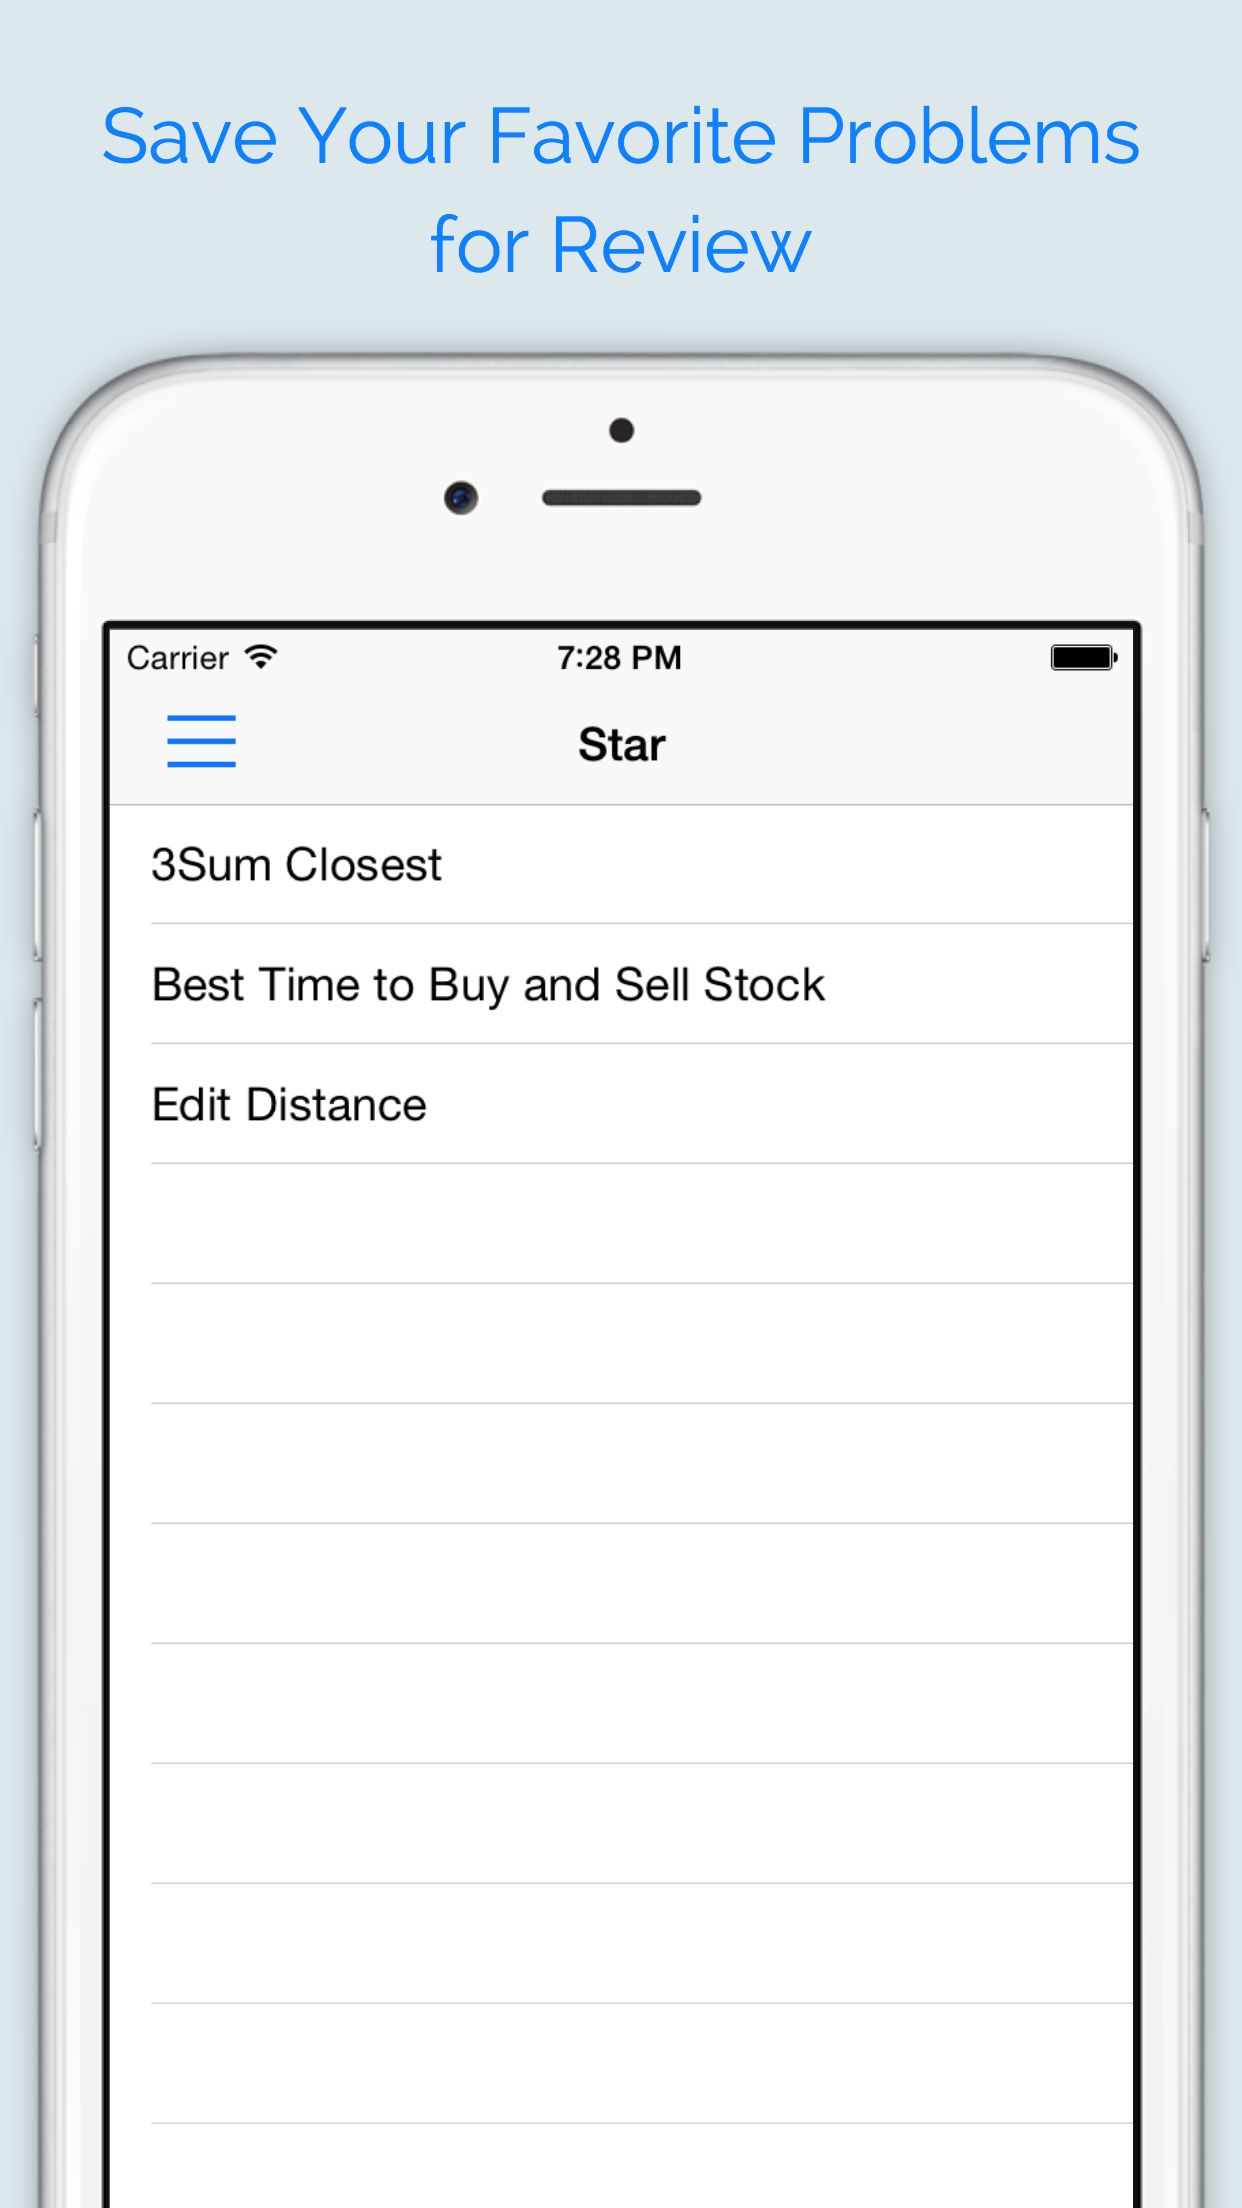 Save Your Favorite Problems
for Review
Carrier 7:28 PM
Star
3Sum Closest
Best Time to Buy and Sell Stock
Edit Distance